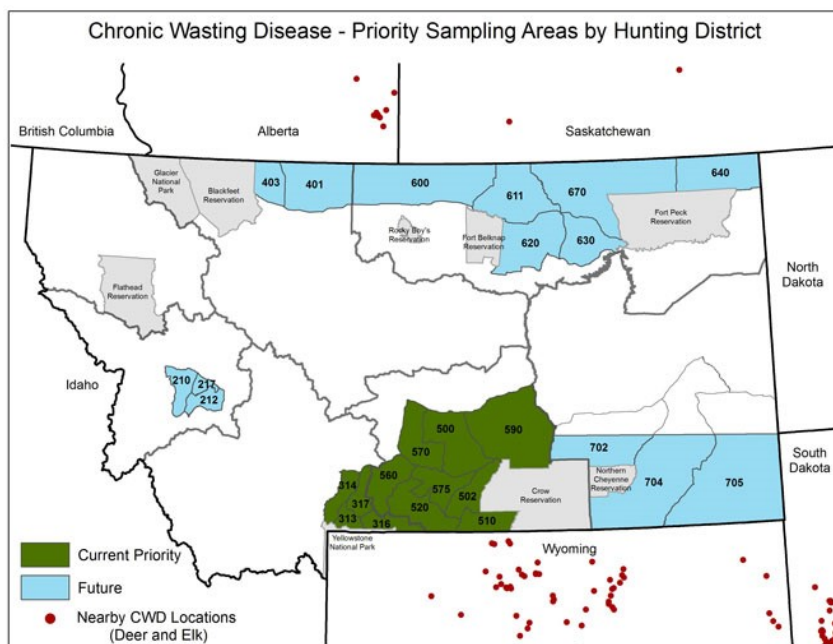 Chronic Wasting Disease - Priority Sampling Areas by Hunting District
British Columbia
Alberta
Saskatchewan
Glacier
National
Park
Blackfeet
Reservation
403
401
600
611
670
640
Rocky Boy's
Reservation
Fort Belknap
Reservation
620
630
Fort Peck
Reservation
North
Dakota
Flathead
Reservation
Idaho
210
217
212
500
590
570
702
South
Dakota
314
560
575
502
Crow
Reservation
Northern
Cheyenne
Reservation
704
705
317
313
316
520
510
Yellowstone
National Park
Wyoming
Current Priority
Future
Nearby CWD Locations
(Deer and Elk)